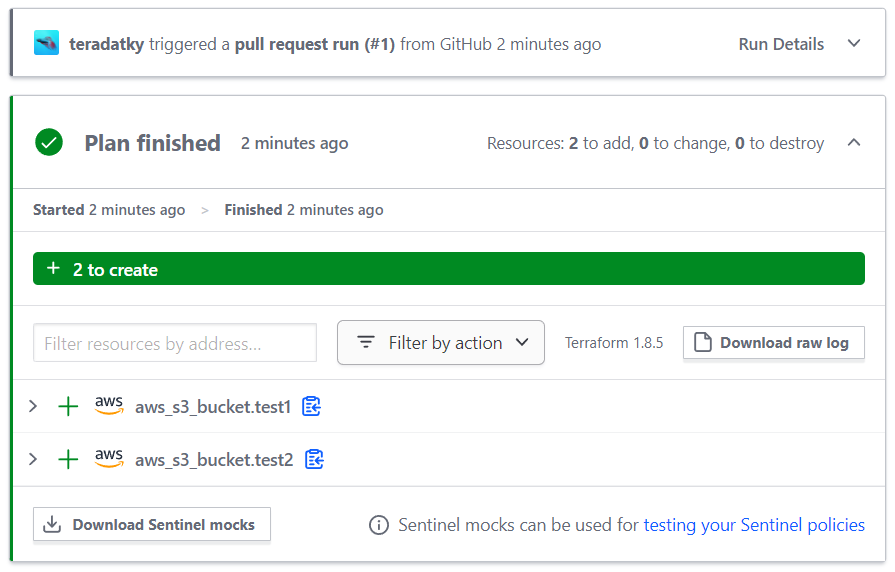 teradatky triggered a pull request run (#1) from GitHub 2 minutes ago Run Details
Plan finished 2 minutes ago Resources: 2 to add, 0 to change, 0 to destroy
Started 2 minutes ago > Finished 2 minutes ago
+ 2 to create
Filter resources by address... Filter by action Terraform 1.8.5 Download raw log
aws aws_s3_bucket.test1
aws aws_s3_bucket.test2
Download Sentinel mocks Sentinel mocks can be used for testing your Sentinel policies